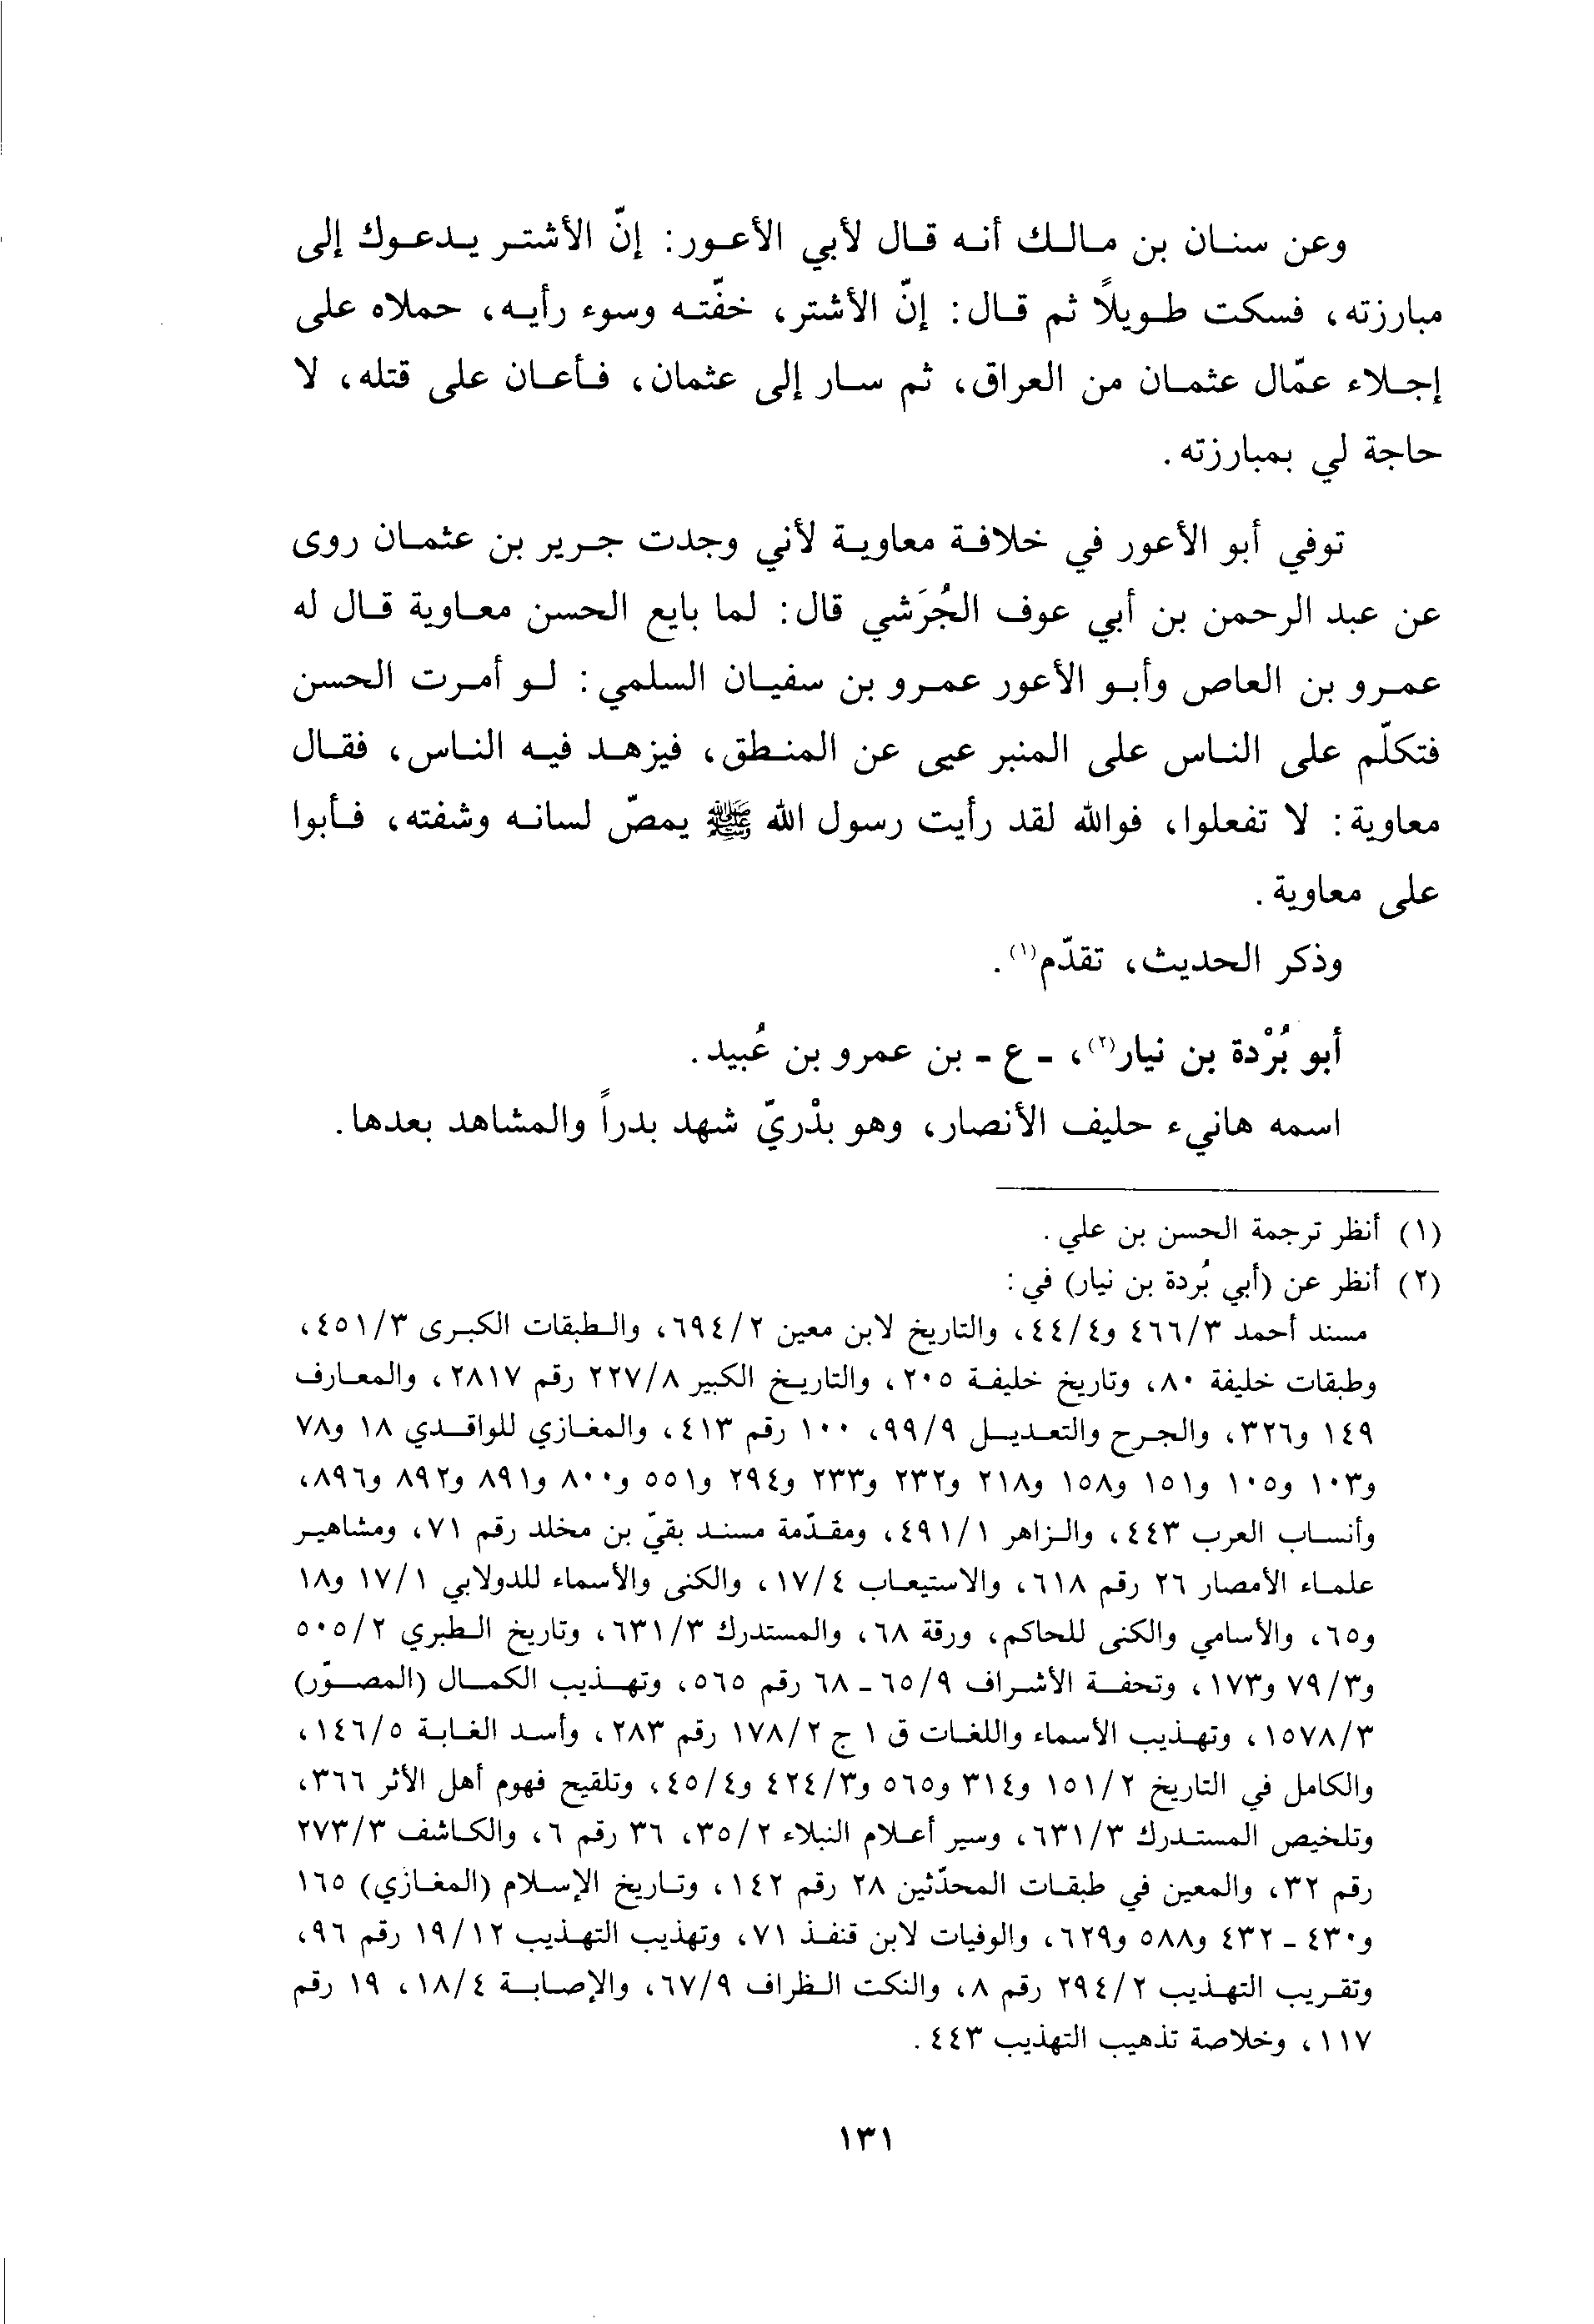 وعن سنان بن مالك أنه قال لأبي الأعور: إنّ الأشتر يدعوك إلى
مبارزته، فسكت طويلاً ثم قال: إنّ الأشتر، خفّته وسوء رأيه، حملاه على
إجلاء عمّال عثمان من العراق، ثم سار إلى عثمان، فأعان على قتله، لا
حاجة لي بمبارزته.
توفي أبو الأعور في خلافة معاوية لأني وجدت جرير بن عثمان روى
عن عبد الرحمن بن أبي عوف الجُرَشي قال: لما بايع الحسن معاوية قال له
عمرو بن العاص وأبو الأعور عمرو بن سفيان السلمي: لو أمرت الحسن
فتكلّم على الناس على المنبر عيي عن المنطق، فيزهد فيه الناس، فقال
معاوية: لا تفعلوا، فوالله لقد رأيت رسول الله ﷺ يمصّ لسانه وشفته، فأبوا
على معاوية.
وذكر الحديث، تقدّم(١).
أبو بُرْدة بن نيار(٢)، - ع - بن عمرو بن عُبيد.
اسمه هانيء حليف الأنصار، وهو بدْريّ شهد بدراً والمشاهد بعدها.
(١) أنظر ترجمة الحسن بن علي.
(٢) أنظر عن (أبي بُردة بن نيار) في:
مسند أحمد ٤٦٦/٣ و٤٤/٤، والتاريخ لابن معين ٦٩٤/٢، والطبقات الكبرى ٤٥١/٣،
وطبقات خليفة ٨٠، وتاريخ خليفة ٢٠٥، والتاريخ الكبير ٢٢٧/٨ رقم ٢٨١٧، والمعارف
١٤٩ و٣٢٦، والجرح والتعديل ٩٩/٩، ١٠٠ رقم ٤١٣، والمغازي للواقدي ١٨ و٧٨
و١٠٣ و١٠٥ و١٥١ و١٥٨ و٢١٨ و٢٣٢ و٢٣٣ و٢٩٤ و٥٥١ و٨٠٠ و٨٩١ و٨٩٢ و٨٩٦،
وأنساب العرب ٤٤٣، والزاهر ٤٩١/١، ومقدّمة مسند بقيّ بن مخلد رقم ٧١، ومشاهير
علماء الأمصار ٢٦ رقم ٦١٨، والاستيعاب ١٧/٤، والكنى والأسماء للدولابي ١٧/١ و١٨
و٦٥، والأسامي والكنى للحاكم، ورقة ٦٨، والمستدرك ٦٣١/٣، وتاريخ الطبري ٥٠٥/٢
و٧٩/٣ و١٧٣، وتحفة الأشراف ٦٥/٩ - ٦٨ رقم ٥٦٥، وتهذيب الكمال (المصوّر)
١٥٧٨/٣، وتهذيب الأسماء واللغات ق ١ ج ١٧٨/٢ رقم ٢٨٣، وأسد الغابة ١٤٦/٥،
والكامل في التاريخ ١٥١/٢ و٣١٤ و٥٦٥ و٤٢٤/٣ و٤٥/٤، وتلقيح فهوم أهل الأثر ٣٦٦،
وتلخيص المستدرك ٦٣١/٣، وسير أعلام النبلاء ٣٥/٢، ٣٦ رقم ٦، والكاشف ٢٧٣/٣
رقم ٣٢، والمعين في طبقات المحدّثين ٢٨ رقم ١٤٢، وتاريخ الإسلام (المغازي) ١٦٥
و٤٣٠ - ٤٣٢ و٥٨٨ و٦٢٩، والوفيات لابن قنفذ ٧١، وتهذيب التهذيب ١٩/١٢ رقم ٩٦،
وتقريب التهذيب ٢٩٤/٢ رقم ٨، والنكت الظراف ٦٧/٩، والإصابة ١٨/٤، ١٩ رقم
١١٧، وخلاصة تذهيب التهذيب ٤٤٣.
١٣١